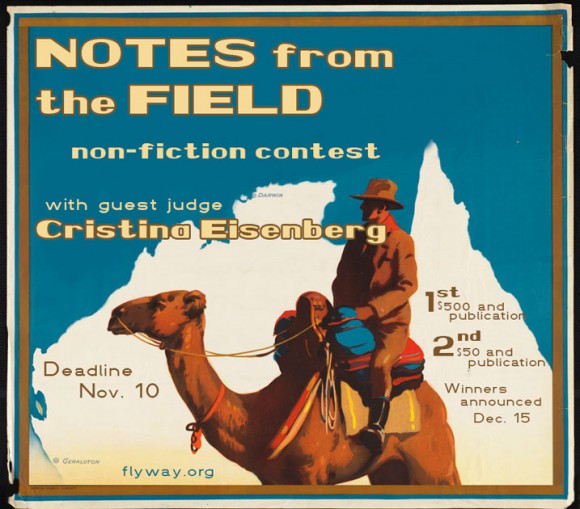 NOTES from
the FIELD
non-fiction contest
with guest judge
DARWIN
Cristina Eisenberg
1st
$500 and
publication
2nd
$50 and
publication
Deadline
Nov. 10
Winners
announced
Dec. 15
GERALDTON
flyway.org